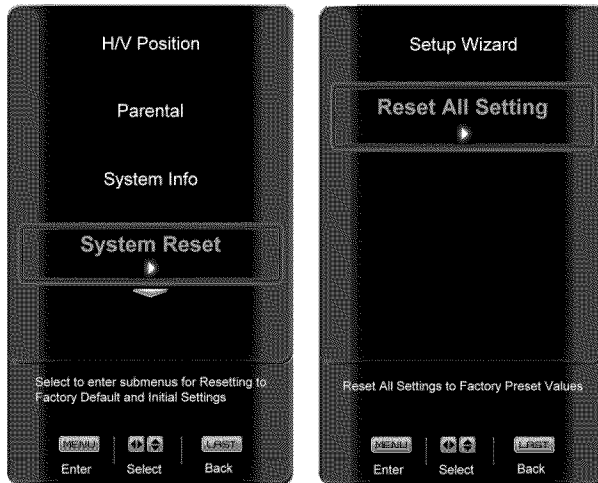 H/V Position
Parental
System Info
System Reset
Select to enter submenus for Resetting to
Factory Default and Initial Settings
MENU LAST
Enter Select Back
Setup Wizard
Reset All Setting
Reset All Settings to Factory Preset Values
MENU LAST
Enter Select Back